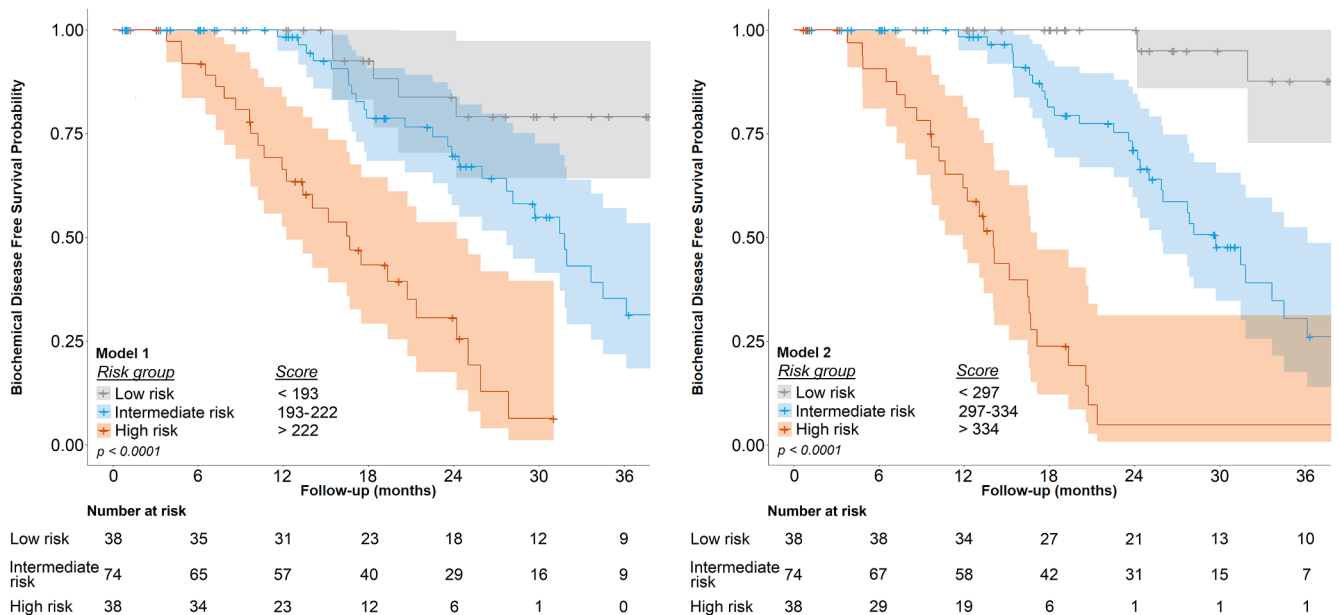 Biochemical Disease Free Survival Probability
1.00
0.75
0.50
0.25
0.00
Model 1
Risk group Score
Low risk < 193
Intermediate risk 193-222
High risk > 222
p < 0.0001
0 6 12 18 24 30 36
Follow-up (months)
Number at risk
Low risk 38 35 31 23 18 12 9
Intermediate
risk 74 65 57 40 29 16 9
High risk 38 34 23 12 6 1 0
Biochemical Disease Free Survival Probability
1.00
0.75
0.50
0.25
0.00
Model 2
Risk group Score
Low risk < 297
Intermediate risk 297-334
High risk > 334
p < 0.0001
0 6 12 18 24 30 36
Follow-up (months)
Number at risk
Low risk 38 38 34 27 21 13 10
Intermediate
risk 74 67 58 42 31 15 7
High risk 38 29 19 6 1 1 1